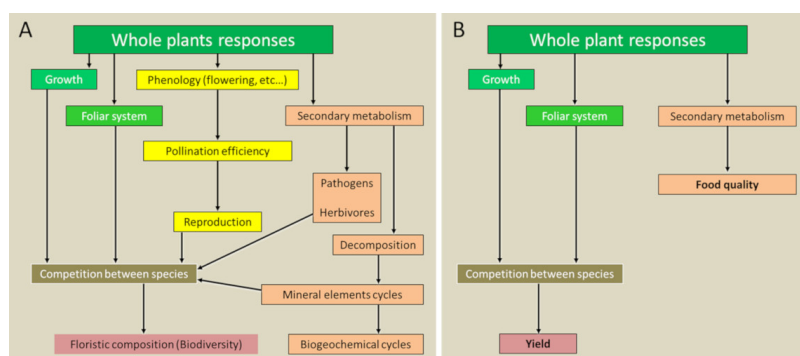 A
Whole plants responses
Growth
Phenology (flowering, etc...)
Foliar system
Secondary metabolism
Pollination efficiency
Pathogens
Herbivores
Reproduction
Decomposition
Competition between species
Mineral elements cycles
Floristic composition (Biodiversity)
Biogeochemical cycles
B
Whole plant responses
Growth
Foliar system
Secondary metabolism
Food quality
Competition between species
Yield